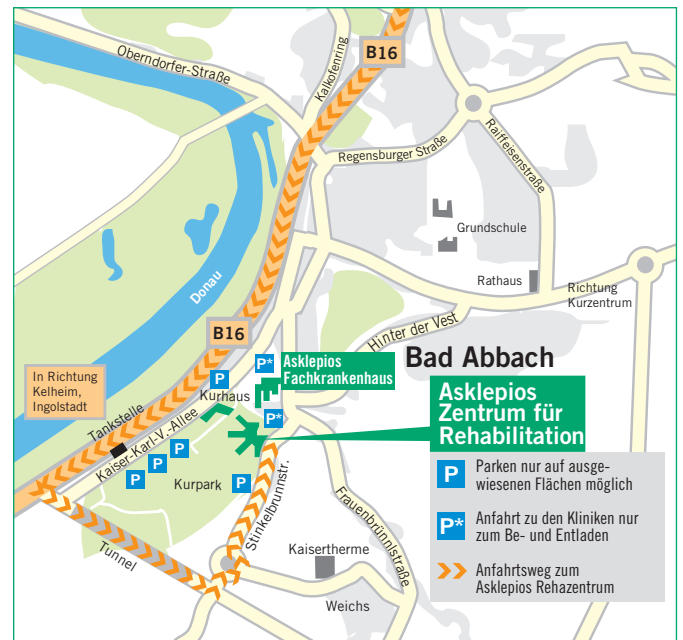 B16
Oberndorfer-Straße
Kalkofenring
Regensburger Straße
Raiffeisenstraße
Grundschule
Rathaus
Richtung
Kurzentrum
Donau
B16
Hinter der Vest
Bad Abbach
In Richtung
Kelheim,
Ingolstadt
P
P*
Asklepios
Fachkrankenhaus
Kurhaus
Tankstelle
Kaiser-Karl-V.-Allee
P*
Asklepios
Zentrum für
Rehabilitation
P
P
P
Kurpark
P
Stinkelbrunnstr.
Frauenbrünnlstraße
Tunnel
Kaisertherme
Weichs
P Parken nur auf ausge-
wiesenen Flächen möglich
P* Anfahrt zu den Kliniken nur
zum Be- und Entladen
Anfahrtsweg zum
Asklepios Rehazentrum